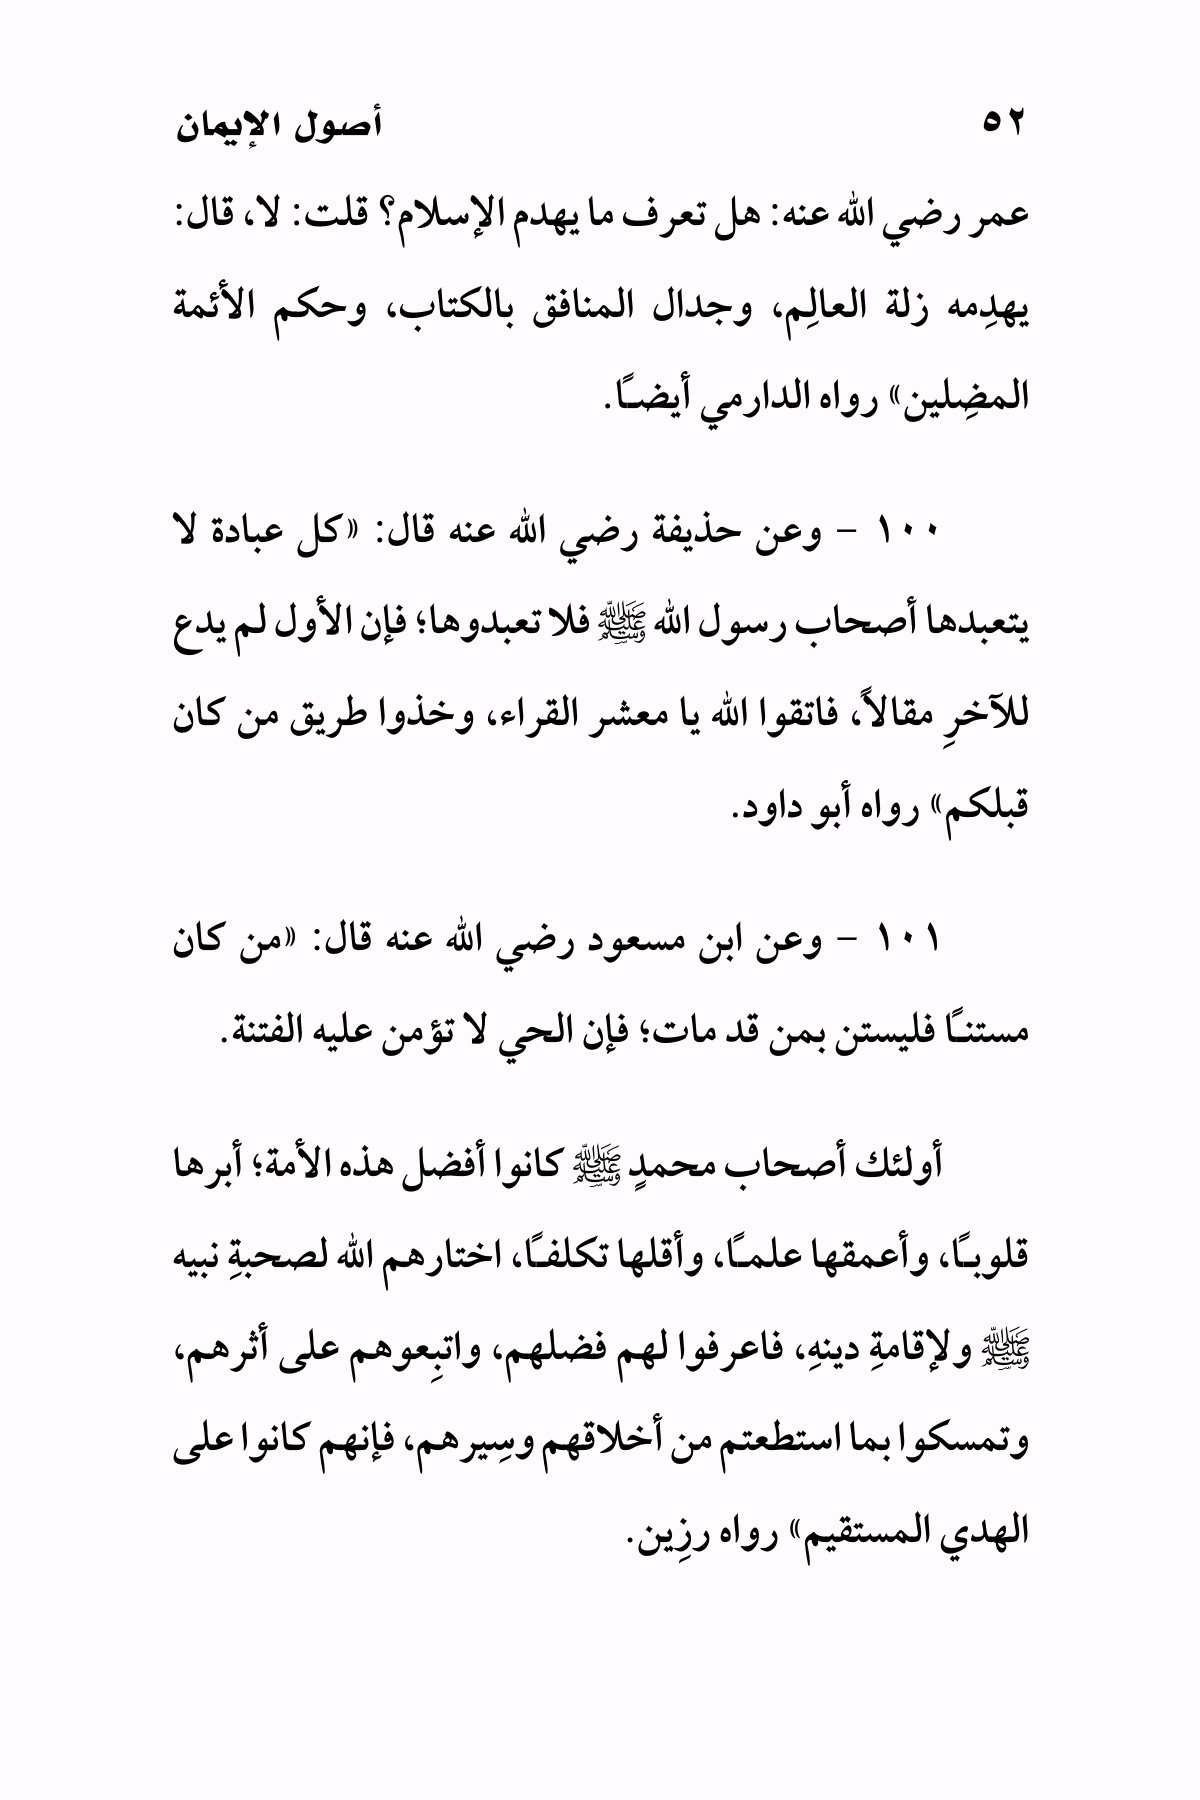 ٥٢ أصول الإيمان
عمر رضي الله عنه: هل تعرف ما يهدم الإسلام؟ قلت: لا، قال:
يهدِمه زلة العالِم، وجدال المنافق بالكتاب، وحكم الأئمة
المضِلين» رواه الدارمي أيضًا.
١٠٠ – وعن حذيفة رضي الله عنه قال: «كل عبادة لا
يتعبدها أصحاب رسول الله ﷺ فلا تعبدوها؛ فإن الأول لم يدع
للآخرِ مقالاً، فاتقوا الله يا معشر القراء، وخذوا طريق من كان
قبلكم» رواه أبو داود.
١٠١ – وعن ابن مسعود رضي الله عنه قال: «من كان
مستنـًا فليستن بمن قد مات؛ فإن الحي لا تؤمن عليه الفتنة.
أولئك أصحاب محمدٍ ﷺ كانوا أفضل هذه الأمة؛ أبرها
قلوبـًا، وأعمقها علمـًا، وأقلها تكلفـًا، اختارهم الله لصحبةِ نبيه
ﷺ ولإقامةِ دينهِ، فاعرفوا لهم فضلهم، واتبِعوهم على أثرهم،
وتمسكوا بما استطعتم من أخلاقهم وسِيرهم، فإنهم كانوا على
الهدي المستقيم» رواه رزِين.